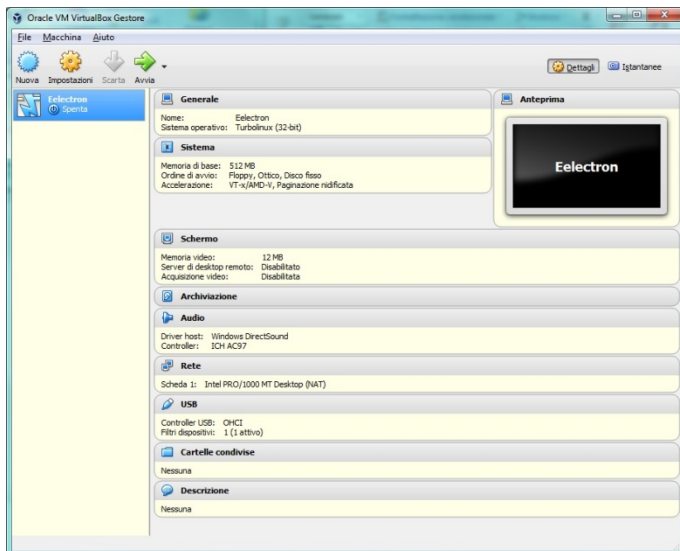 Oracle VM VirtualBox Gestore
File Macchina Aiuto
Nuova Impostazioni Scarta Avvia
Dettagli Istantanee
Eelectron
Spenta
Generale
Nome: Eelectron
Sistema operativo: Turbolinux (32-bit)
Anteprima
Eelectron
Sistema
Memoria di base: 512 MB
Ordine di avvio: Floppy, Ottico, Disco fisso
Accelerazione: VT-x/AMD-V, Paginazione nidificata
Schermo
Memoria video: 12 MB
Server di desktop remoto: Disabilitato
Acquisizione video: Disabilitata
Archiviazione
Audio
Driver host: Windows DirectSound
Controller: ICH AC97
Rete
Scheda 1: Intel PRO/1000 MT Desktop (NAT)
USB
Controller USB: OHCI
Filtri dispositivi: 1 (1 attivo)
Cartelle condivise
Nessuna
Descrizione
Nessuna